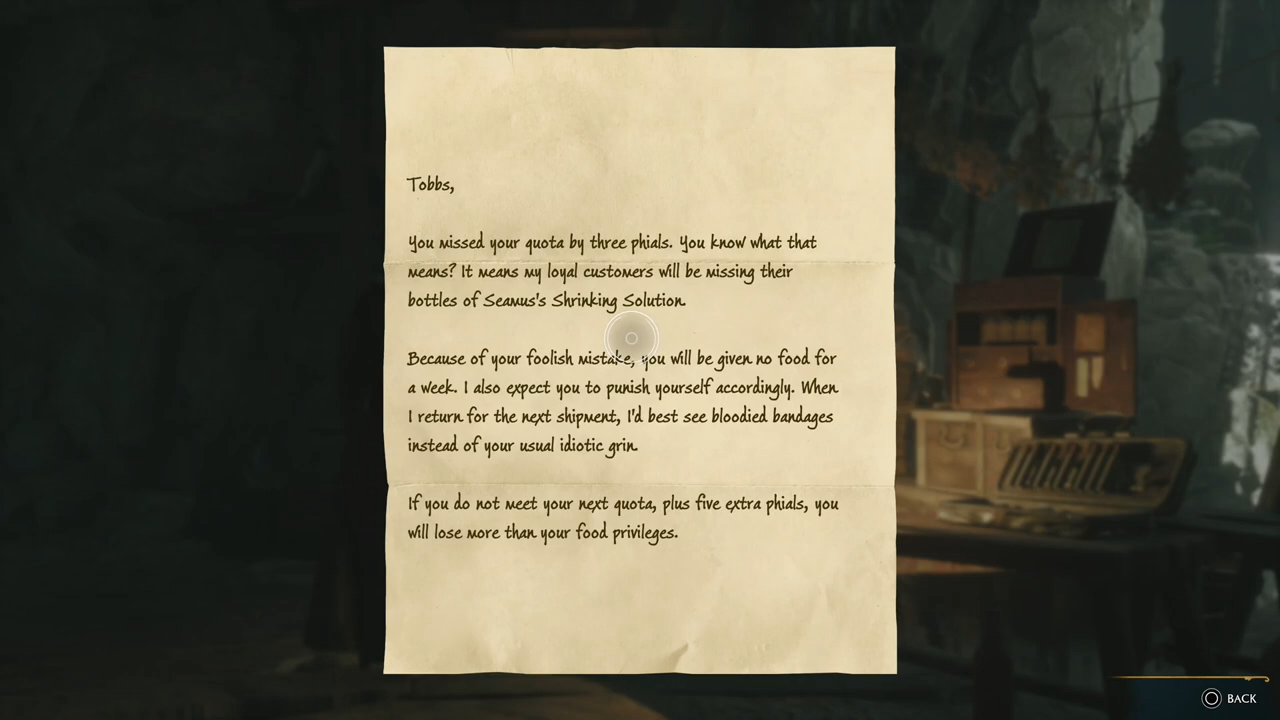 Tobbs,
You missed your quota by three phials. You know what that
means? It means my loyal customers will be missing their
bottles of Seamus's Shrinking Solution.
Because of your foolish mistake, you will be given no food for
a week. I also expect you to punish yourself accordingly. When
I return for the next shipment, I'd best see bloodied bandages
instead of your usual idiotic grin.
If you do not meet your next quota, plus five extra phials, you
will lose more than your food privileges.
BACK